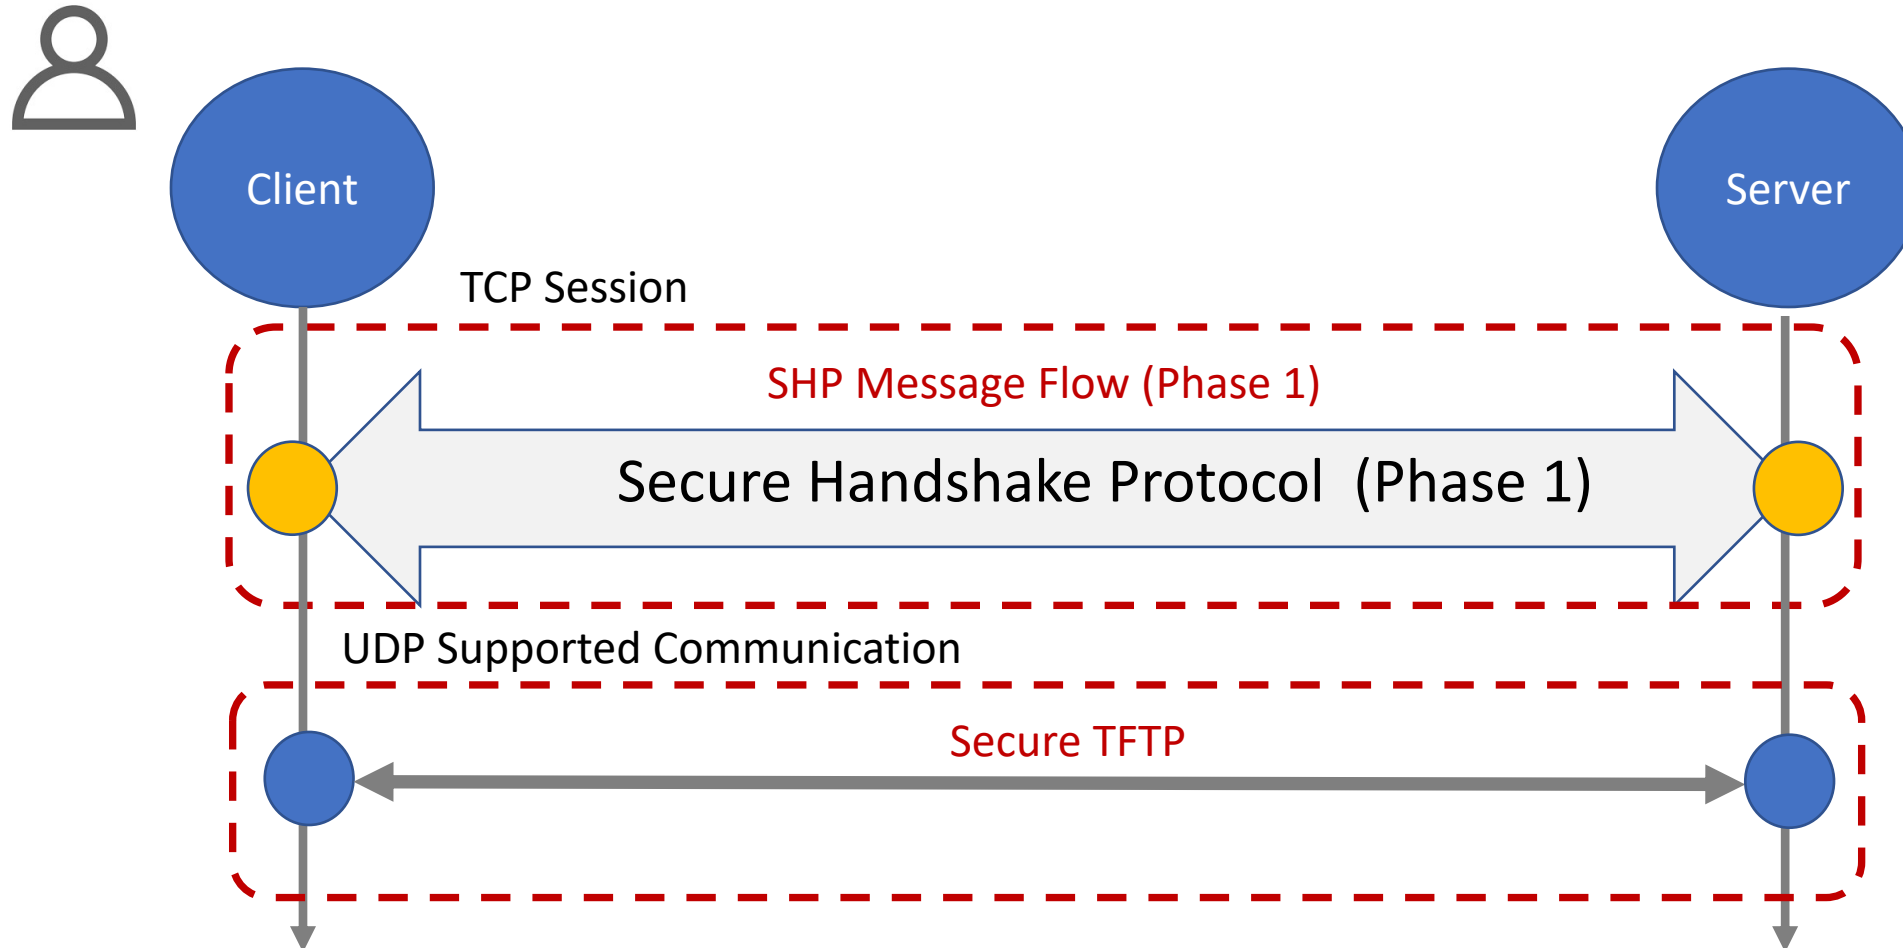 Client
Server
TCP Session
SHP Message Flow (Phase 1)
Secure Handshake Protocol  (Phase 1)
UDP Supported Communication
Secure TFTP